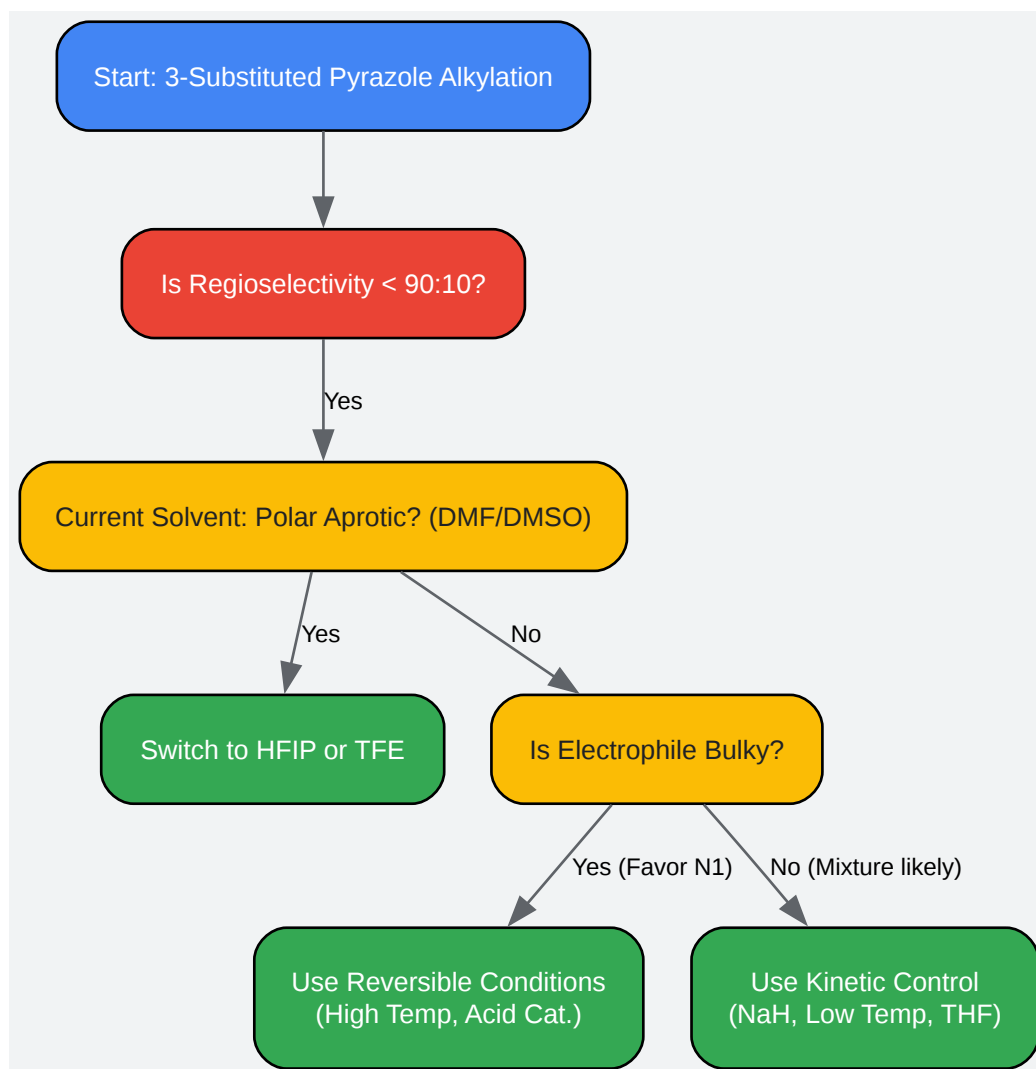 Start: 3-Substituted Pyrazole Alkylation
Is Regioselectivity < 90:10?
Yes
Current Solvent: Polar Aprotic? (DMF/DMSO)
Yes
No
Switch to HFIP or TFE
Is Electrophile Bulky?
Yes (Favor N1)
No (Mixture likely)
Use Reversible Conditions
(High Temp, Acid Cat.)
Use Kinetic Control
(NaH, Low Temp, THF)